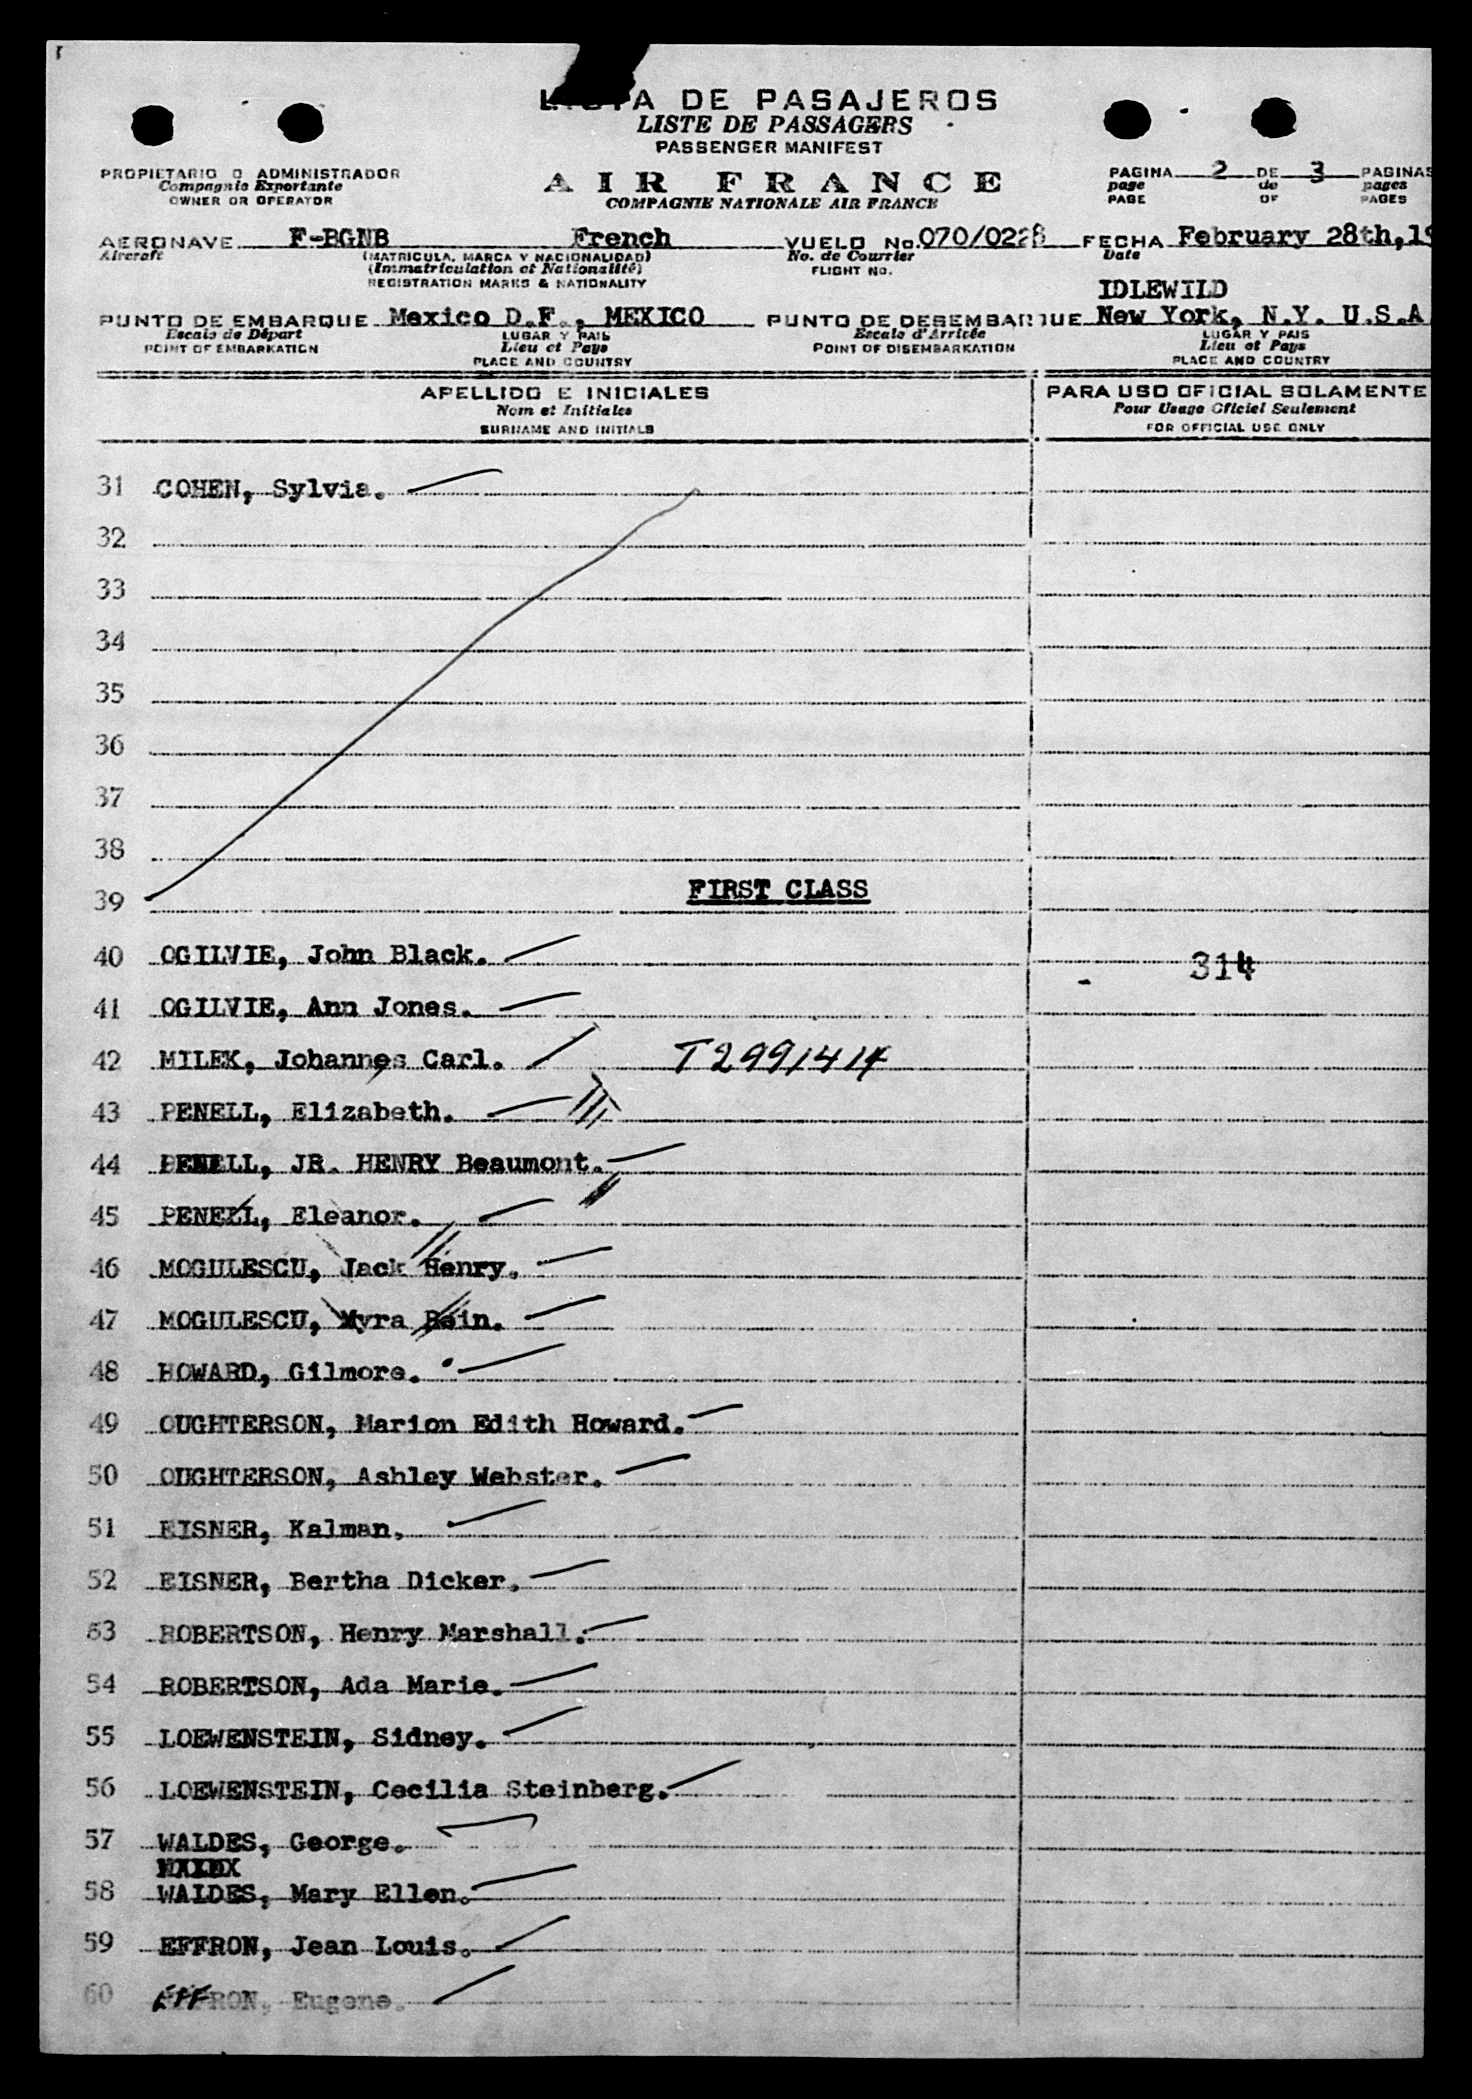 LISTA DE PASAJEROS
LISTE DE PASSAGERS
PASSENGER MANIFEST
PROPIETARIO O ADMINISTRADOR
Compagnie Exportante
OWNER OR OPERATOR
AIR FRANCE
COMPAGNIE NATIONALE AIR FRANCE
PAGINA 2 DE 3 PAGINAS
page de pages
PAGE OF PAGES
AERONAVE F-BGNB French VUELO No. 070/0228 FECHA February 28th, 19
Aircraft (MATRICULA, MARCA Y NACIONALIDAD) No. de Courrier Date
(Immatriculation et Nationalité) FLIGHT No.
REGISTRATION MARKS & NATIONALITY
IDLEWILD
PUNTO DE EMBARQUE Mexico D.F., MEXICO PUNTO DE DESEMBARQUE New York, N.Y. U.S.A
Escale de Départ LUGAR Y PAIS Escale d'Arrivée LUGAR Y PAIS
POINT OF EMBARKATION Lieu et Pays POINT OF DISEMBARKATION Lieu et Pays
PLACE AND COUNTRY PLACE AND COUNTRY
APELLIDO E INICIALES PARA USO OFICIAL SOLAMENTE
Nom et Initiales Pour Usage Officiel Seulement
SURNAME AND INITIALS FOR OFFICIAL USE ONLY
31 COHEN, Sylvia.
32
33
34
35
36
37
38
39 FIRST CLASS
40 OGILVIE, John Black. 314
41 OGILVIE, Ann Jones.
42 MILEK, Johannes Carl. T2991414
43 PENELL, Elizabeth.
44 PENELL, JR. HENRY Beaumont.
45 PENELL, Eleanor.
46 MOGULESCU, Jack Henry.
47 MOGULESCU, Myra Bein.
48 HOWARD, Gilmore.
49 OUGHTERSON, Marion Edith Howard.
50 OUGHTERSON, Ashley Webster.
51 EISNER, Kalman.
52 EISNER, Bertha Dicker.
53 ROBERTSON, Henry Marshall.
54 ROBERTSON, Ada Marie.
55 LOEWENSTEIN, Sidney.
56 LOEWENSTEIN, Cecilia Steinberg.
57 WALDES, George.
58 WALDES, Mary Ellen.
59 EFFRON, Jean Louis.
60 EFFRON, Eugene.